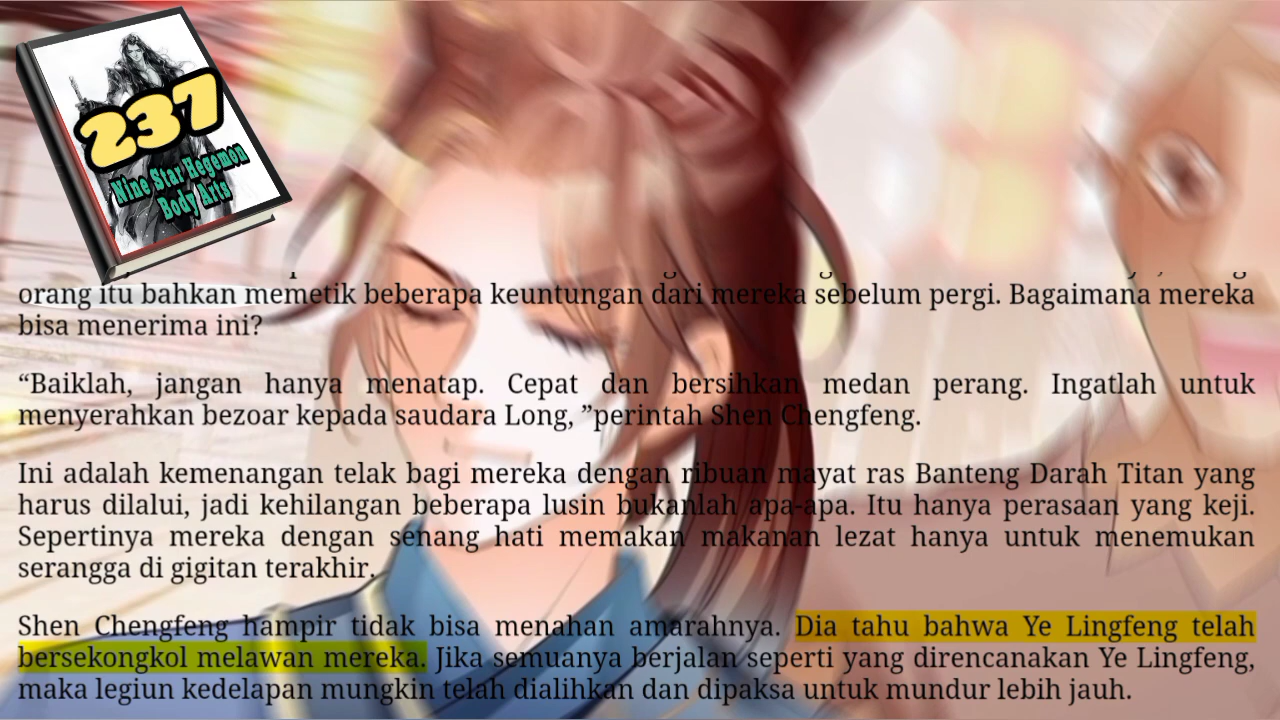 237
Nine Star Hegemon
Body Arts
orang itu bahkan memetik beberapa keuntungan dari mereka sebelum pergi. Bagaimana mereka
bisa menerima ini?
“Baiklah, jangan hanya menatap. Cepat dan bersihkan medan perang. Ingatlah untuk
menyerahkan bezoar kepada saudara Long, ”perintah Shen Chengfeng.
Ini adalah kemenangan telak bagi mereka dengan ribuan mayat ras Banteng Darah Titan yang
harus dilalui, jadi kehilangan beberapa lusin bukanlah apa-apa. Itu hanya perasaan yang keji.
Sepertinya mereka dengan senang hati memakan makanan lezat hanya untuk menemukan
serangga di gigitan terakhir.
Shen Chengfeng hampir tidak bisa menahan amarahnya. Dia tahu bahwa Ye Lingfeng telah
bersekongkol melawan mereka. Jika semuanya berjalan seperti yang direncanakan Ye Lingfeng,
maka legiun kedelapan mungkin telah dialihkan dan dipaksa untuk mundur lebih jauh.